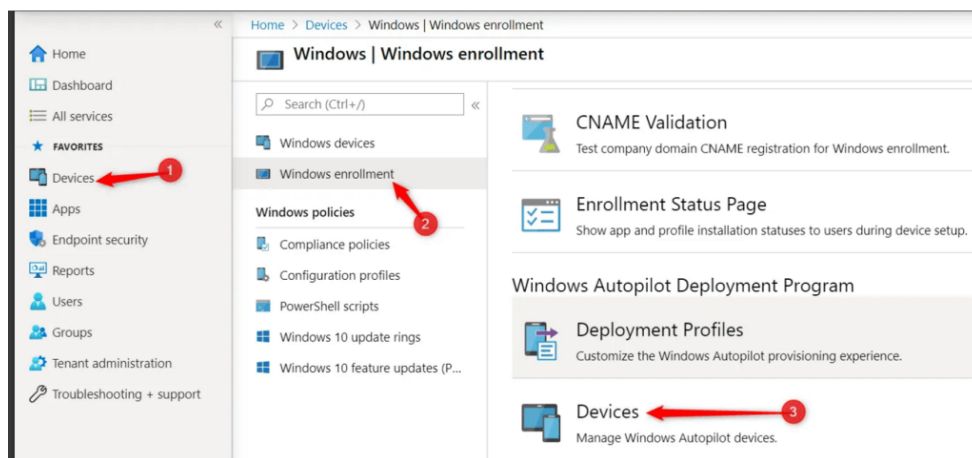 Home
Dashboard
All services
FAVORITES
Devices
1
Apps
Endpoint security
Reports
Users
Groups
Tenant administration
Troubleshooting + support
Home > Devices > Windows | Windows enrollment
Windows | Windows enrollment
Search (Ctrl+/)
Windows devices
Windows enrollment
2
Windows policies
Compliance policies
Configuration profiles
PowerShell scripts
Windows 10 update rings
Windows 10 feature updates (P...
CNAME Validation
Test company domain CNAME registration for Windows enrollment.
Enrollment Status Page
Show app and profile installation statuses to users during device setup.
Windows Autopilot Deployment Program
Deployment Profiles
Customize the Windows Autopilot provisioning experience.
Devices
3
Manage Windows Autopilot devices.